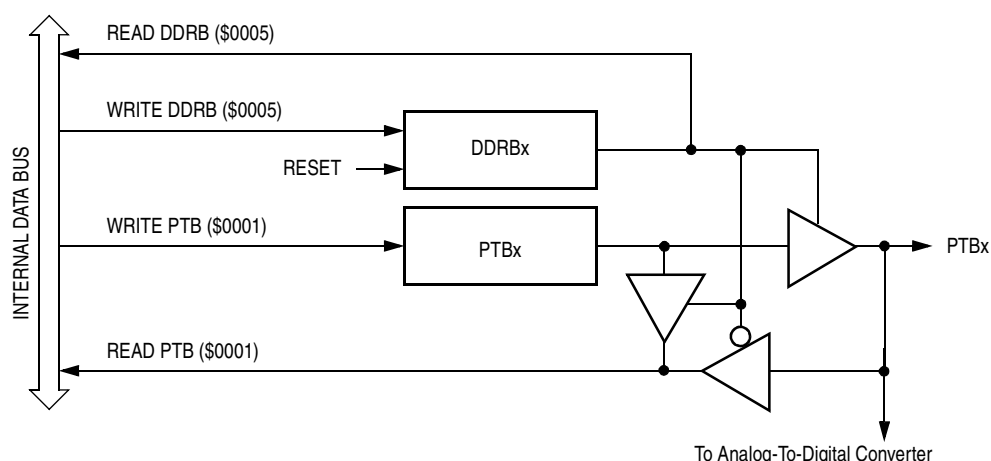 READ DDRB ($0005)
WRITE DDRB ($0005)
DDRBx
RESET
INTERNAL DATA BUS
WRITE PTB ($0001)
PTBx
PTBx
READ PTB ($0001)
To Analog-To-Digital Converter